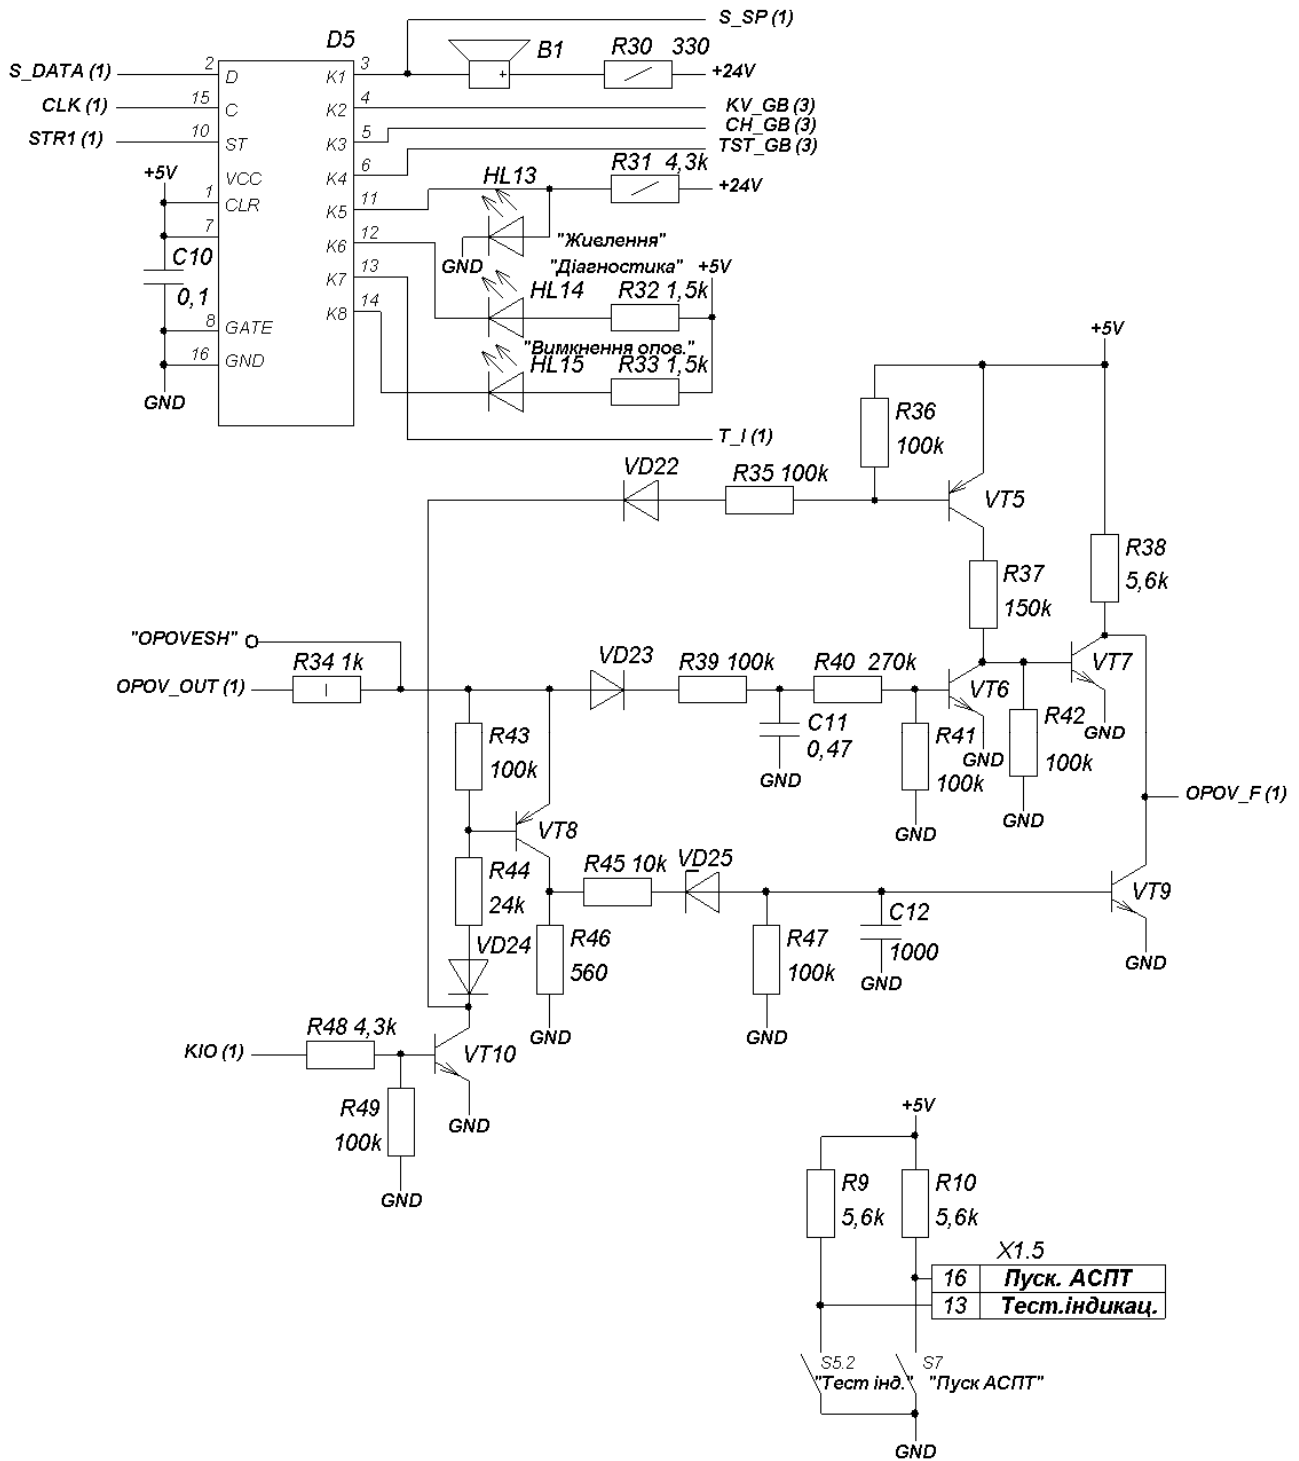 S_SP (1)
D5
B1
R30 330
S_DATA (1)
2
D
K1
3
+
+24V
CLK (1)
15
C
K2
4
KV_GB (3)
STR1 (1)
10
ST
K3
5
CH_GB (3)
K4
6
TST_GB (3)
+5V
VCC
HL13
R31 4,3k
+24V
1
CLR
K5
11
7
K6
12
GND
"Живлення"
C10
0,1
K7
13
"Діагностика"
+5V
HL14
R32 1,5k
8
GATE
K8
14
16
GND
"Вимкнення опов."
HL15
R33 1,5k
GND
T_I (1)
+5V
R36
100k
VD22
R35 100k
VT5
R38
5,6k
R37
150k
"OPOVESH"
OPOV_OUT (1)
R34 1k
VD23
R39 100k
R40 270k
VT6
VT7
C11
0,47
GND
R41
100k
GND
GND
R42
100k
GND
GND
R43
100k
OPOV_F (1)
VT8
R44
24k
R45 10k
VD25
VT9
C12
1000
GND
GND
VD24
R46
560
GND
R47
100k
GND
KIO (1)
R48 4,3k
VT10
R49
100k
GND
GND
+5V
R9
5,6k
R10
5,6k
X1.5
16 Пуск. АСПТ
13 Тест.індикац.
S5.2
"Тест інд."
S7
"Пуск АСПТ"
GND